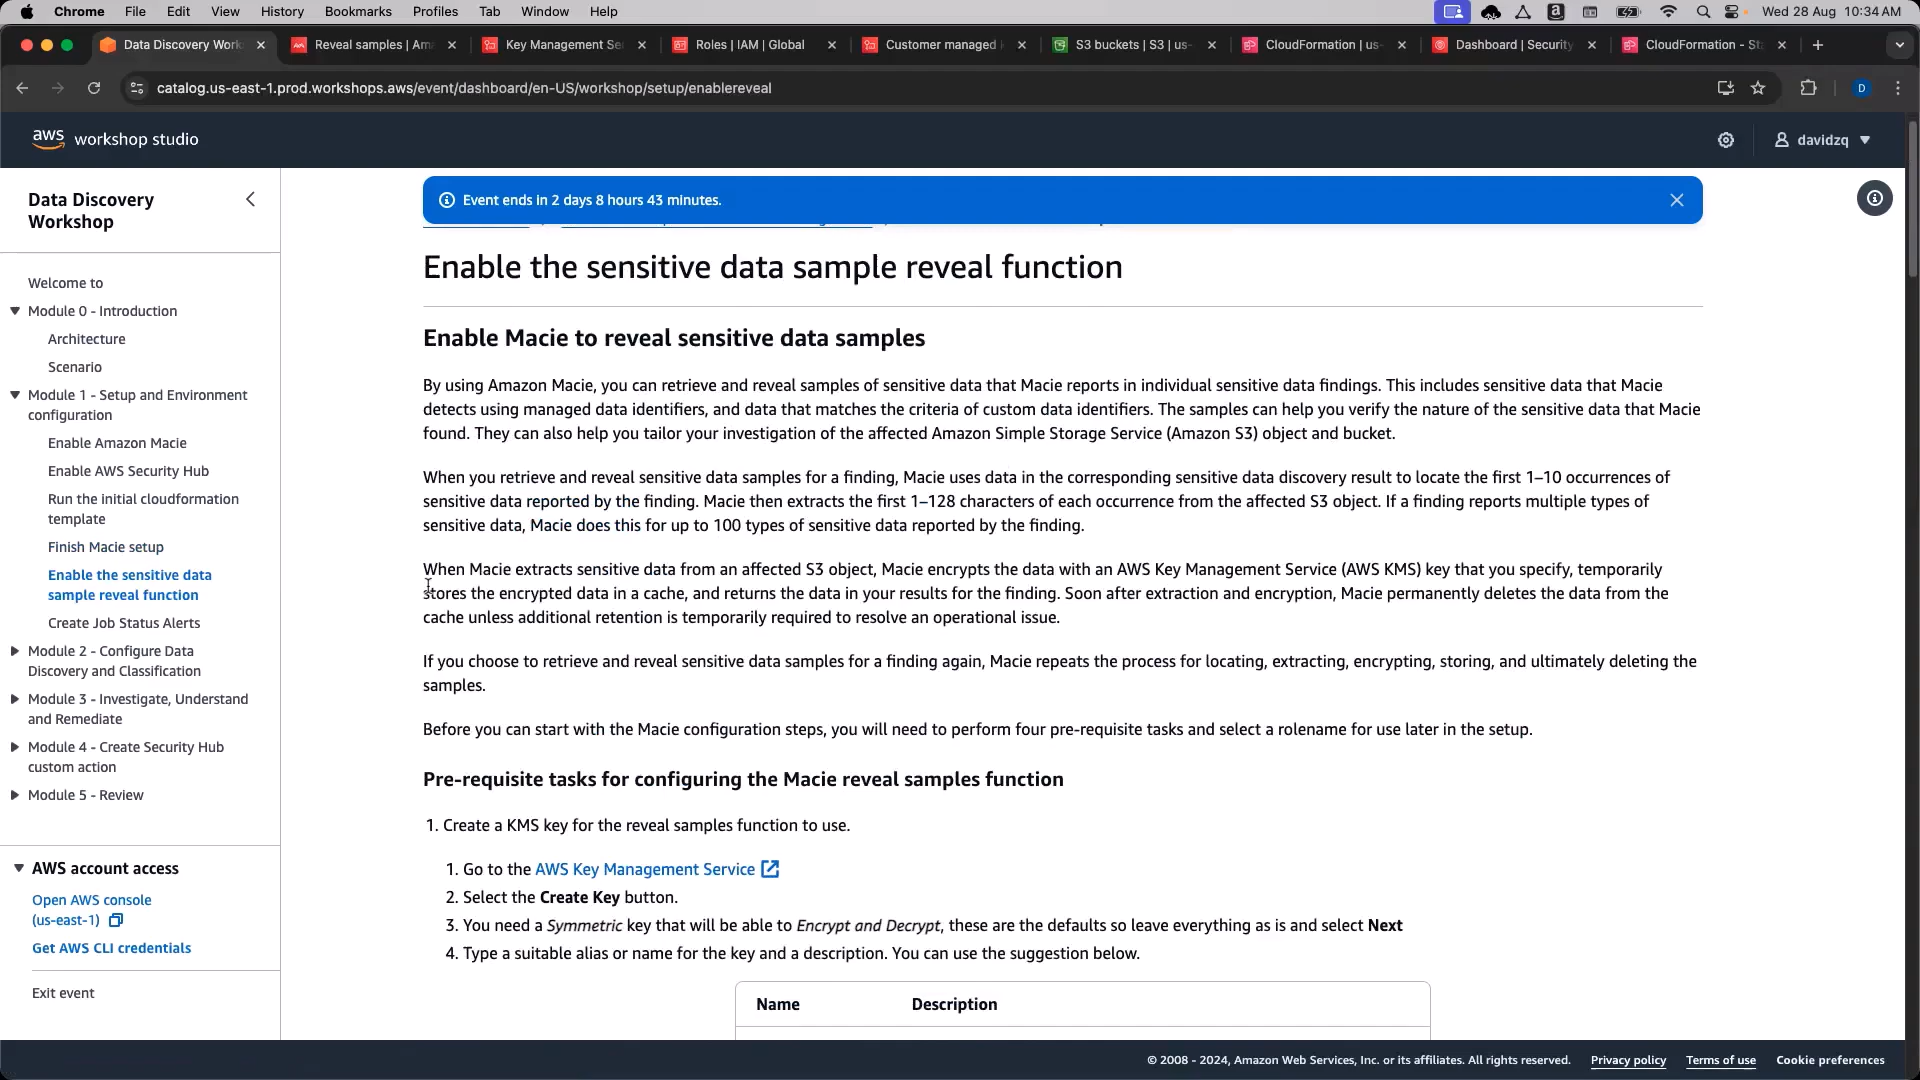 Chrome File Edit View History Bookmarks Profiles Tab Window Help Wed 28 Aug 10:34 AM
Data Discovery Work Reveal samples | Am Key Management Se Roles | IAM | Global Customer managed S3 buckets | S3 | us- CloudFormation | us- Dashboard | Security CloudFormation - St
catalog.us-east-1.prod.workshops.aws/event/dashboard/en-US/workshop/setup/enablereveal
D
aws workshop studio
davidzq
Data Discovery
Workshop
Welcome to
Module 0 - Introduction
Architecture
Scenario
Module 1 - Setup and Environment
configuration
Enable Amazon Macie
Enable AWS Security Hub
Run the initial cloudformation
template
Finish Macie setup
Enable the sensitive data
sample reveal function
Create Job Status Alerts
Module 2 - Configure Data
Discovery and Classification
Module 3 - Investigate, Understand
and Remediate
Module 4 - Create Security Hub
custom action
Module 5 - Review
AWS account access
Open AWS console
(us-east-1)
Get AWS CLI credentials
Exit event
Event ends in 2 days 8 hours 43 minutes.
Enable the sensitive data sample reveal function
Enable Macie to reveal sensitive data samples
By using Amazon Macie, you can retrieve and reveal samples of sensitive data that Macie reports in individual sensitive data findings. This includes sensitive data that Macie
detects using managed data identifiers, and data that matches the criteria of custom data identifiers. The samples can help you verify the nature of the sensitive data that Macie
found. They can also help you tailor your investigation of the affected Amazon Simple Storage Service (Amazon S3) object and bucket.
When you retrieve and reveal sensitive data samples for a finding, Macie uses data in the corresponding sensitive data discovery result to locate the first 1–10 occurrences of
sensitive data reported by the finding. Macie then extracts the first 1–128 characters of each occurrence from the affected S3 object. If a finding reports multiple types of
sensitive data, Macie does this for up to 100 types of sensitive data reported by the finding.
When Macie extracts sensitive data from an affected S3 object, Macie encrypts the data with an AWS Key Management Service (AWS KMS) key that you specify, temporarily
stores the encrypted data in a cache, and returns the data in your results for the finding. Soon after extraction and encryption, Macie permanently deletes the data from the
cache unless additional retention is temporarily required to resolve an operational issue.
If you choose to retrieve and reveal sensitive data samples for a finding again, Macie repeats the process for locating, extracting, encrypting, storing, and ultimately deleting the
samples.
Before you can start with the Macie configuration steps, you will need to perform four pre-requisite tasks and select a rolename for use later in the setup.
Pre-requisite tasks for configuring the Macie reveal samples function
1. Create a KMS key for the reveal samples function to use.
1. Go to the AWS Key Management Service
2. Select the Create Key button.
3. You need a Symmetric key that will be able to Encrypt and Decrypt, these are the defaults so leave everything as is and select Next
4. Type a suitable alias or name for the key and a description. You can use the suggestion below.
Name Description
© 2008 - 2024, Amazon Web Services, Inc. or its affiliates. All rights reserved. Privacy policy Terms of use Cookie preferences